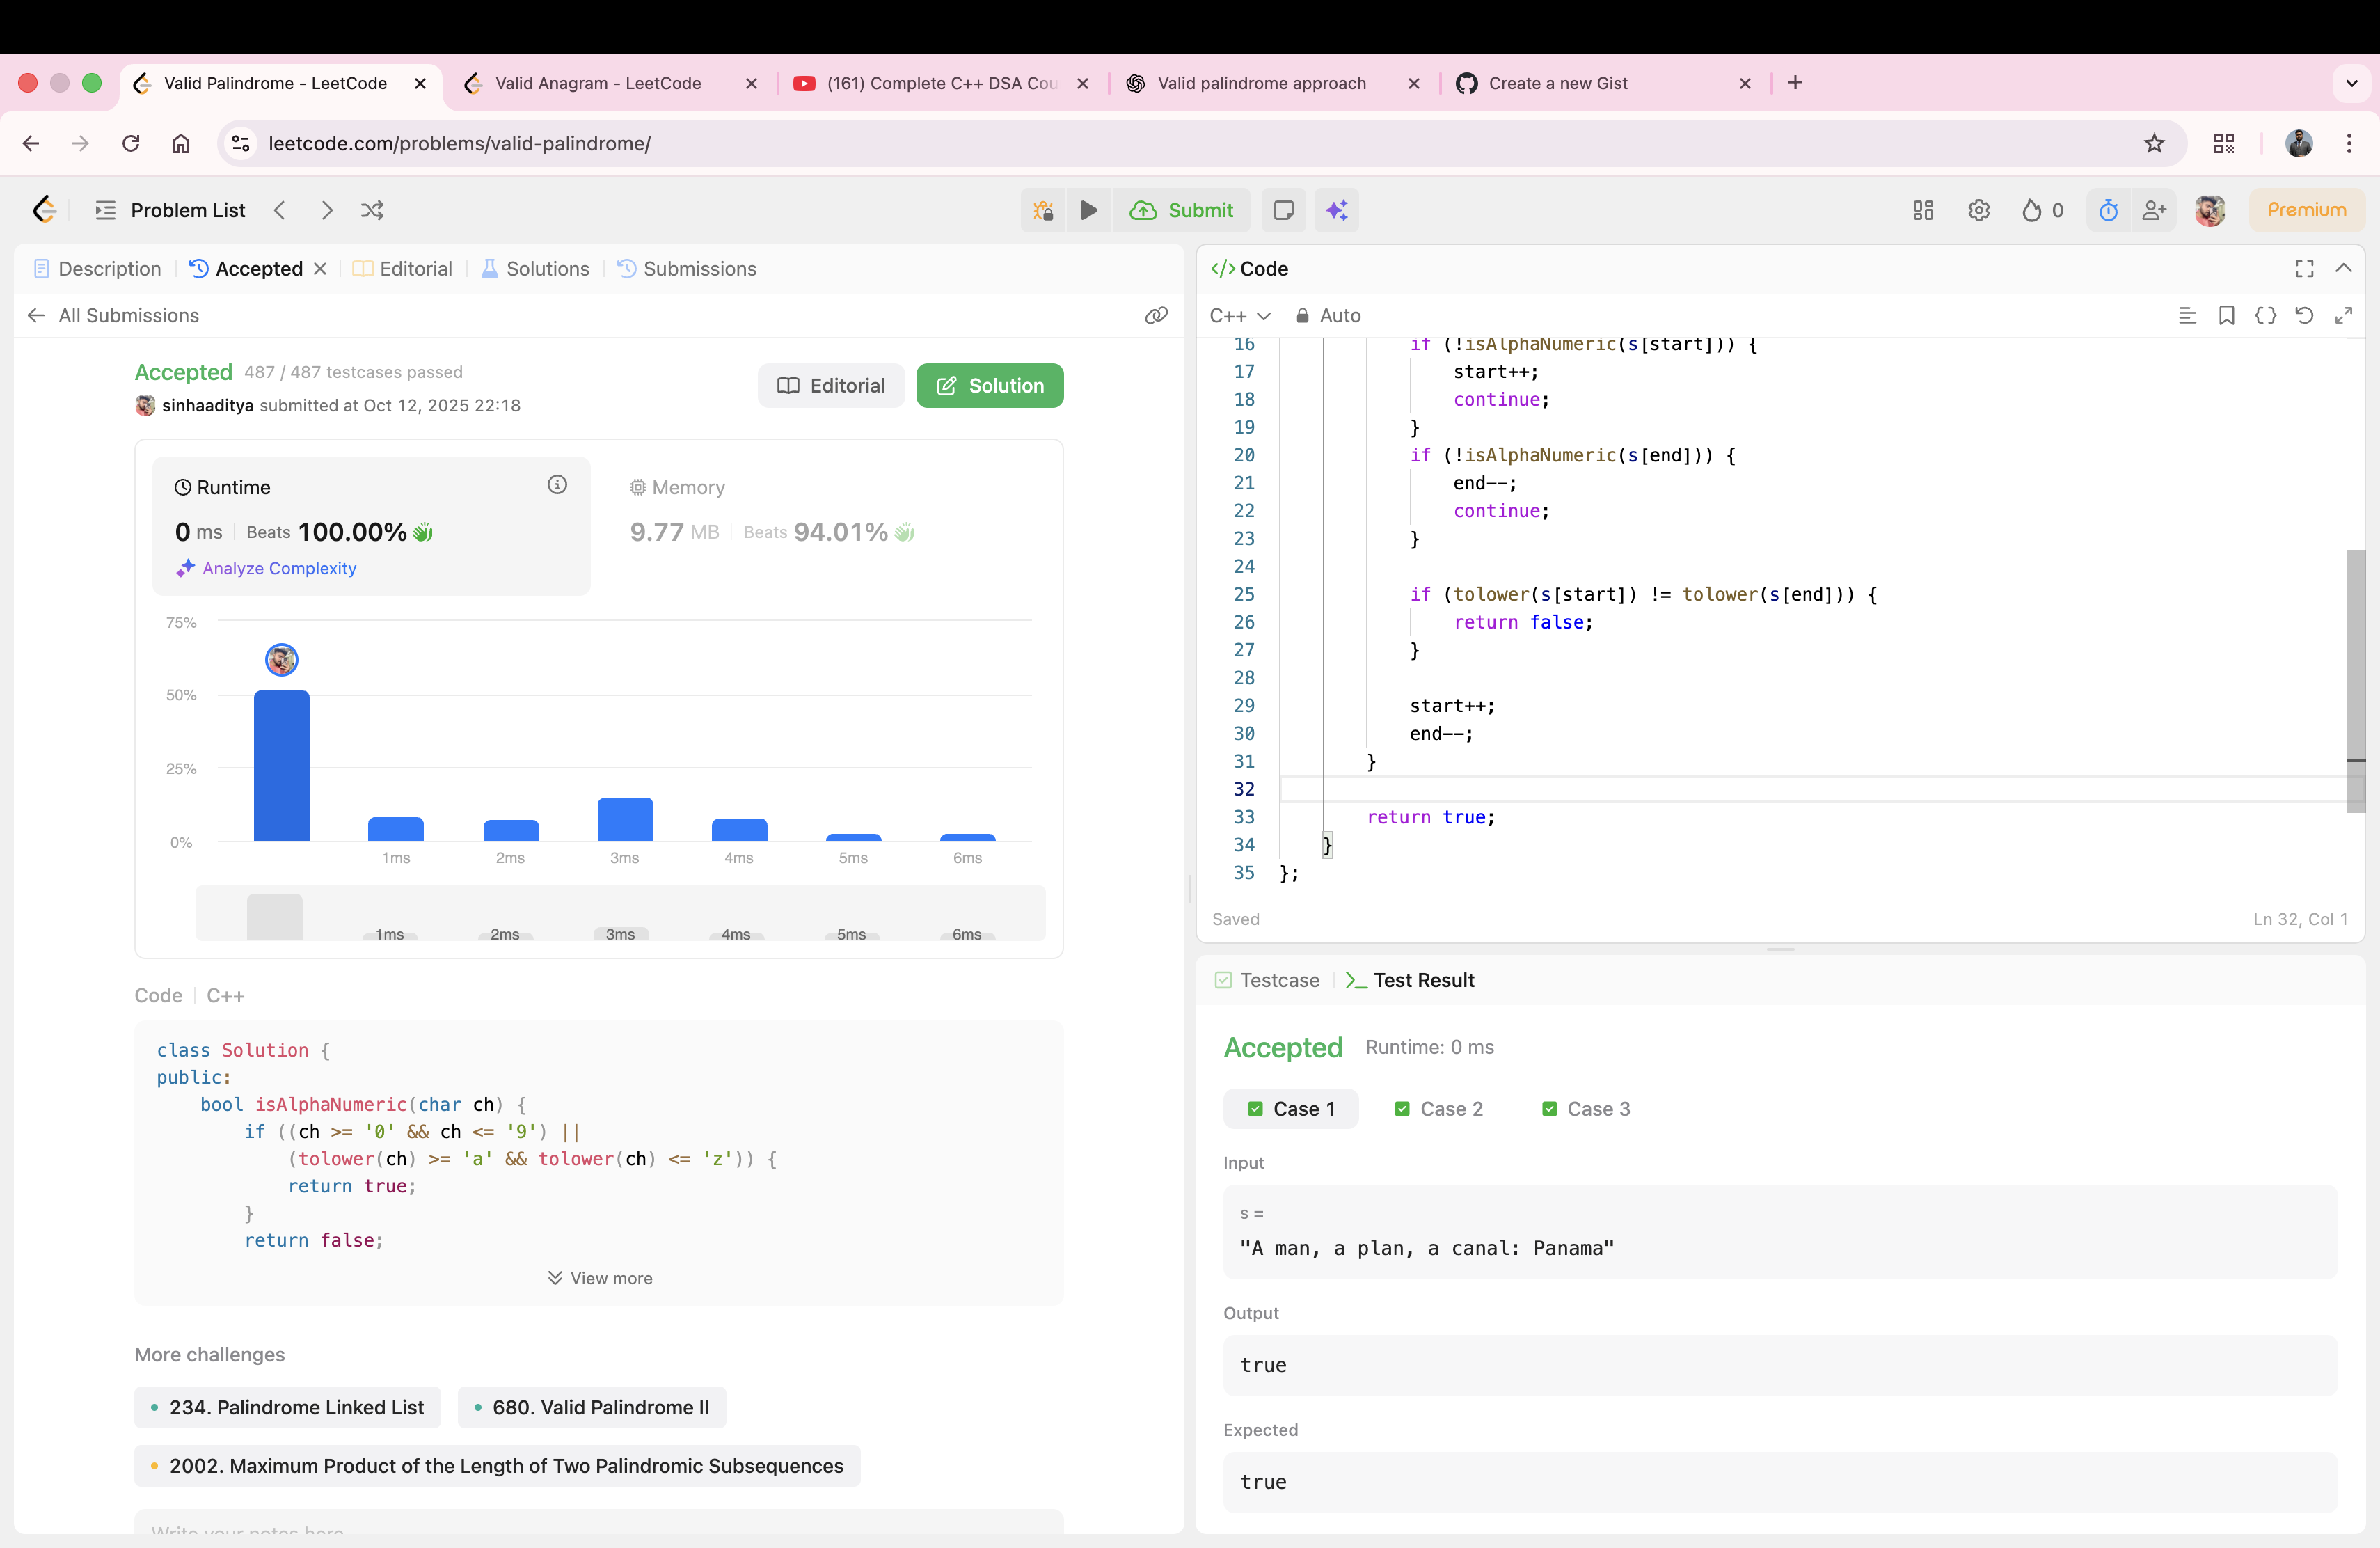 Valid Palindrome - LeetCode
Valid Anagram - LeetCode
(161) Complete C++ DSA Cou
Valid palindrome approach
Create a new Gist
leetcode.com/problems/valid-palindrome/
Problem List
Submit
0
Premium
Description
Accepted
Editorial
Solutions
Submissions
All Submissions
Accepted 487 / 487 testcases passed
sinhaaditya submitted at Oct 12, 2025 22:18
Editorial
Solution
Runtime
0 ms Beats 100.00%
Analyze Complexity
Memory
9.77 MB Beats 94.01%
75%
50%
25%
0%
1ms 2ms 3ms 4ms 5ms 6ms
1ms 2ms 3ms 4ms 5ms 6ms
Code C++
class Solution {
public:
    bool isAlphaNumeric(char ch) {
        if ((ch >= '0' && ch <= '9') ||
            (tolower(ch) >= 'a' && tolower(ch) <= 'z')) {
            return true;
        }
        return false;
View more
More challenges
234. Palindrome Linked List
680. Valid Palindrome II
2002. Maximum Product of the Length of Two Palindromic Subsequences
Write your notes here
</> Code
C++
Auto
16 if (!isAlphaNumeric(s[start])) {
17 start++;
18 continue;
19 }
20 if (!isAlphaNumeric(s[end])) {
21 end--;
22 continue;
23 }
24
25 if (tolower(s[start]) != tolower(s[end])) {
26 return false;
27 }
28
29 start++;
30 end--;
31 }
32
33 return true;
34 }
35 };
Saved
Ln 32, Col 1
Testcase
Test Result
Accepted Runtime: 0 ms
Case 1
Case 2
Case 3
Input
s =
"A man, a plan, a canal: Panama"
Output
true
Expected
true